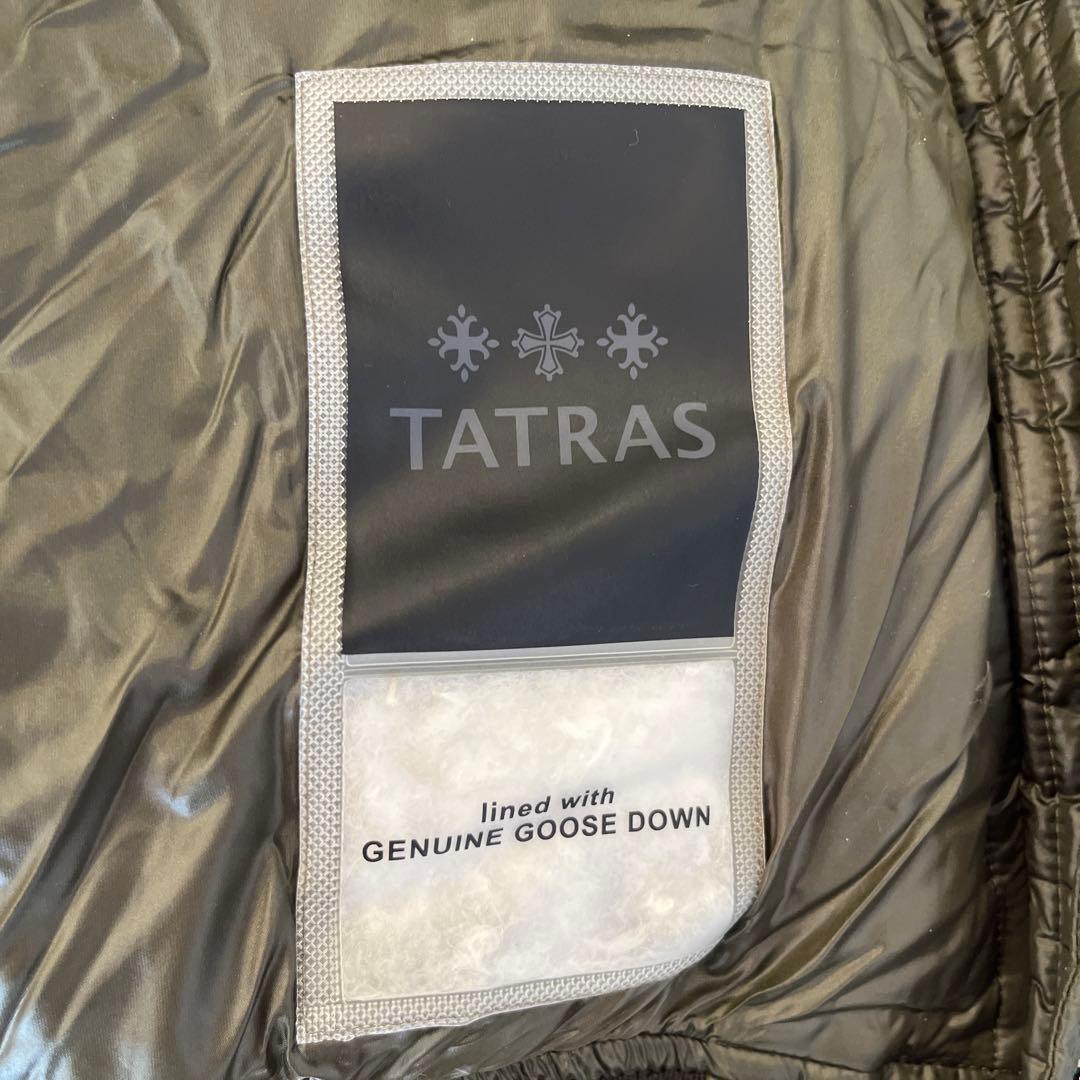 TATRAS
lined with
GENUINE GOOSE DOWN